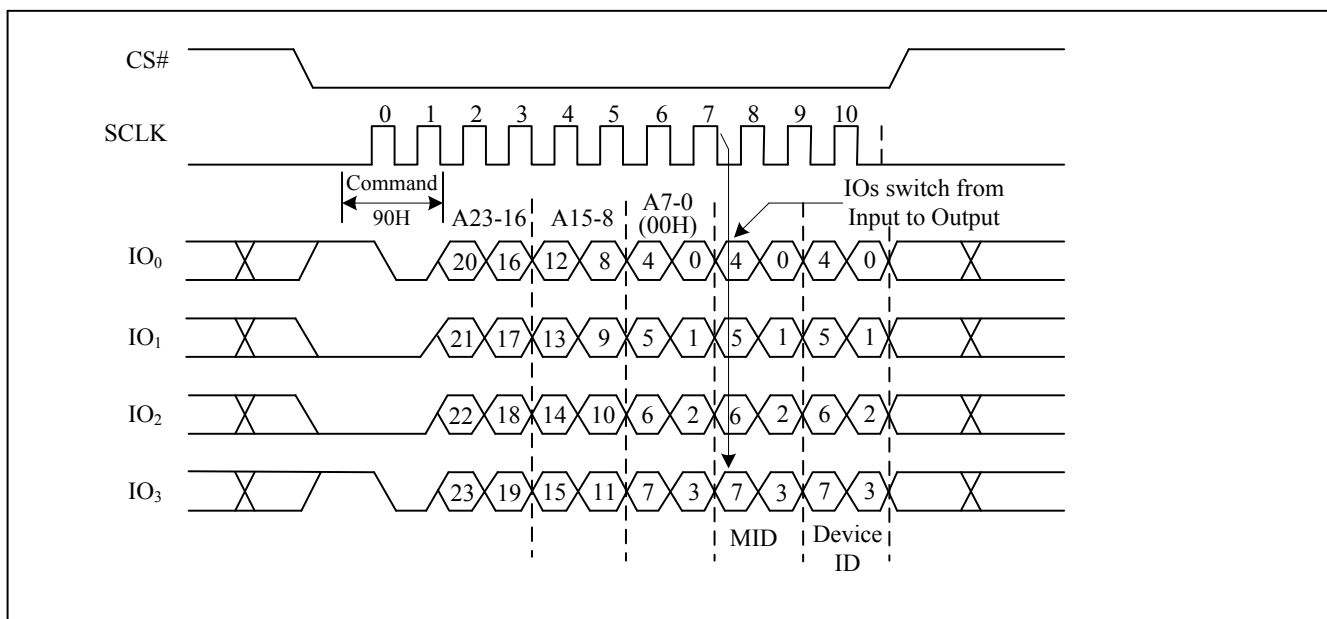 CS#
0 1 2 3 4 5 6 7 8 9 10
SCLK
Command
90H
A23-16 A15-8 A7-0
(00H)
IOs switch from
Input to Output
IO₀ 20 16 12 8 4 0 4 0 4 0
IO₁ 21 17 13 9 5 1 5 1 5 1
IO₂ 22 18 14 10 6 2 6 2 6 2
IO₃ 23 19 15 11 7 3 7 3 7 3
MID Device
ID